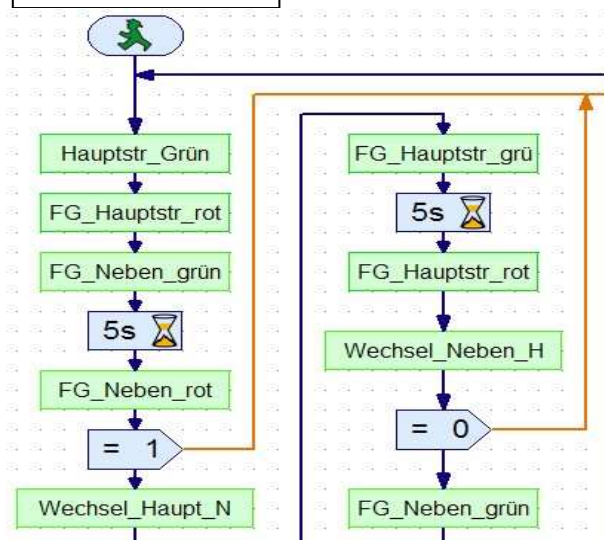 Hauptstr_Grün
FG_Hauptstr_rot
FG_Neben_grün
5s
FG_Neben_rot
= 1
Wechsel_Haupt_N
FG_Hauptstr_grü
5s
FG_Hauptstr_rot
Wechsel_Neben_H
= 0
FG_Neben_grün